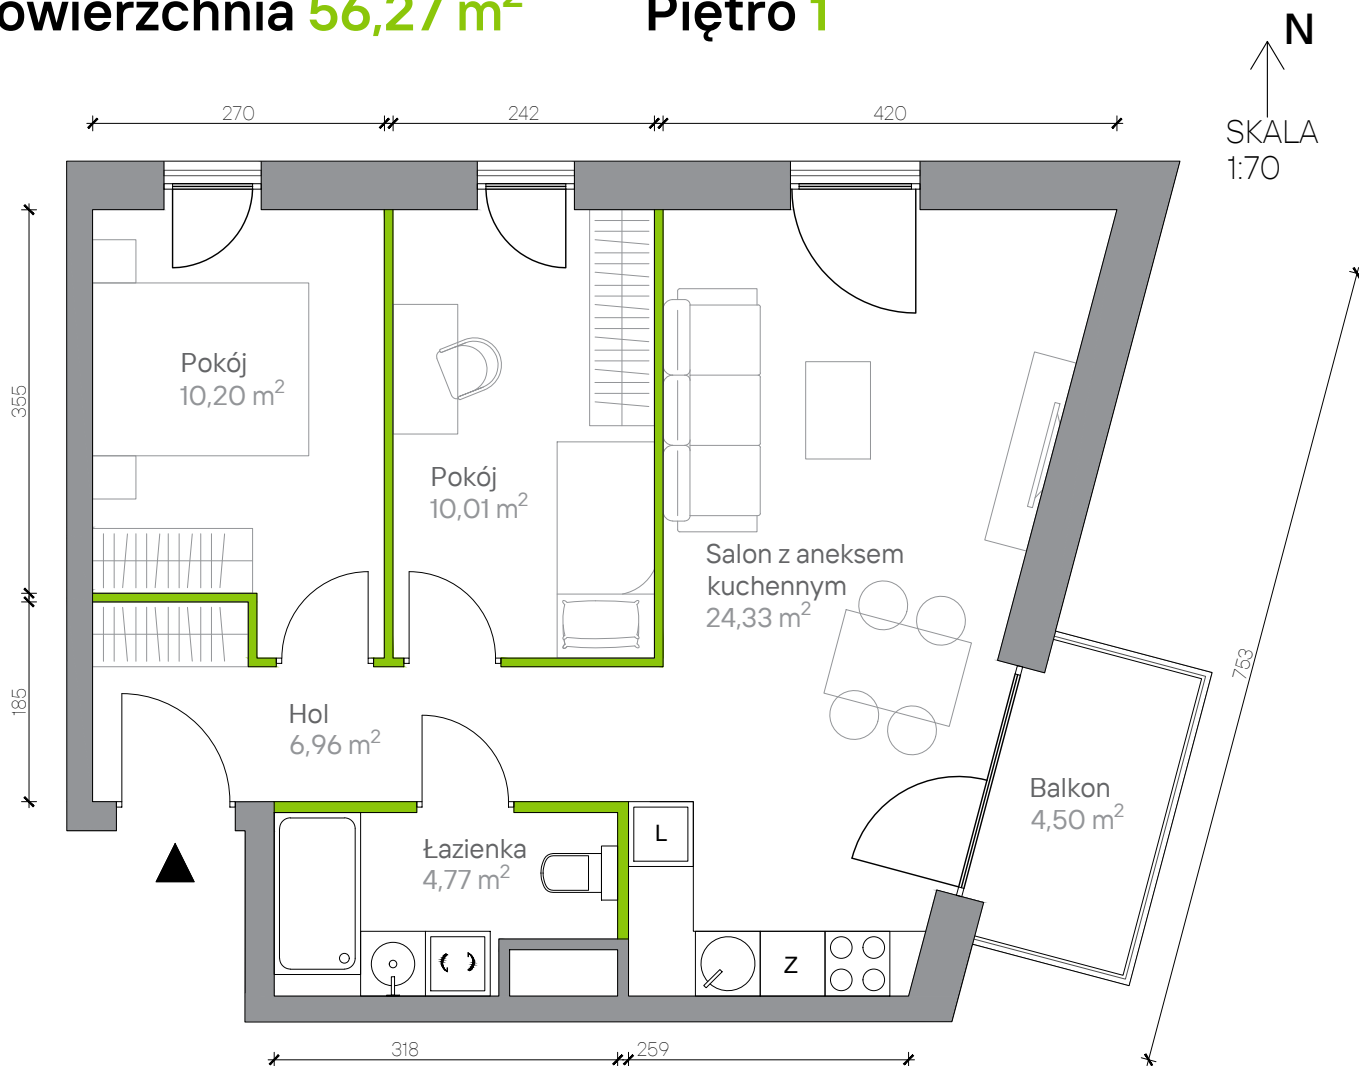 owierzchnia 56,27 m²
Piętro 1
N
SKALA
1:70
270
242
420
355
185
753
Pokój
10,20 m²
Pokój
10,01 m²
Salon z aneksem
kuchennym
24,33 m²
Hol
6,96 m²
Łazienka
4,77 m²
Balkon
4,50 m²
L
Z
318
259